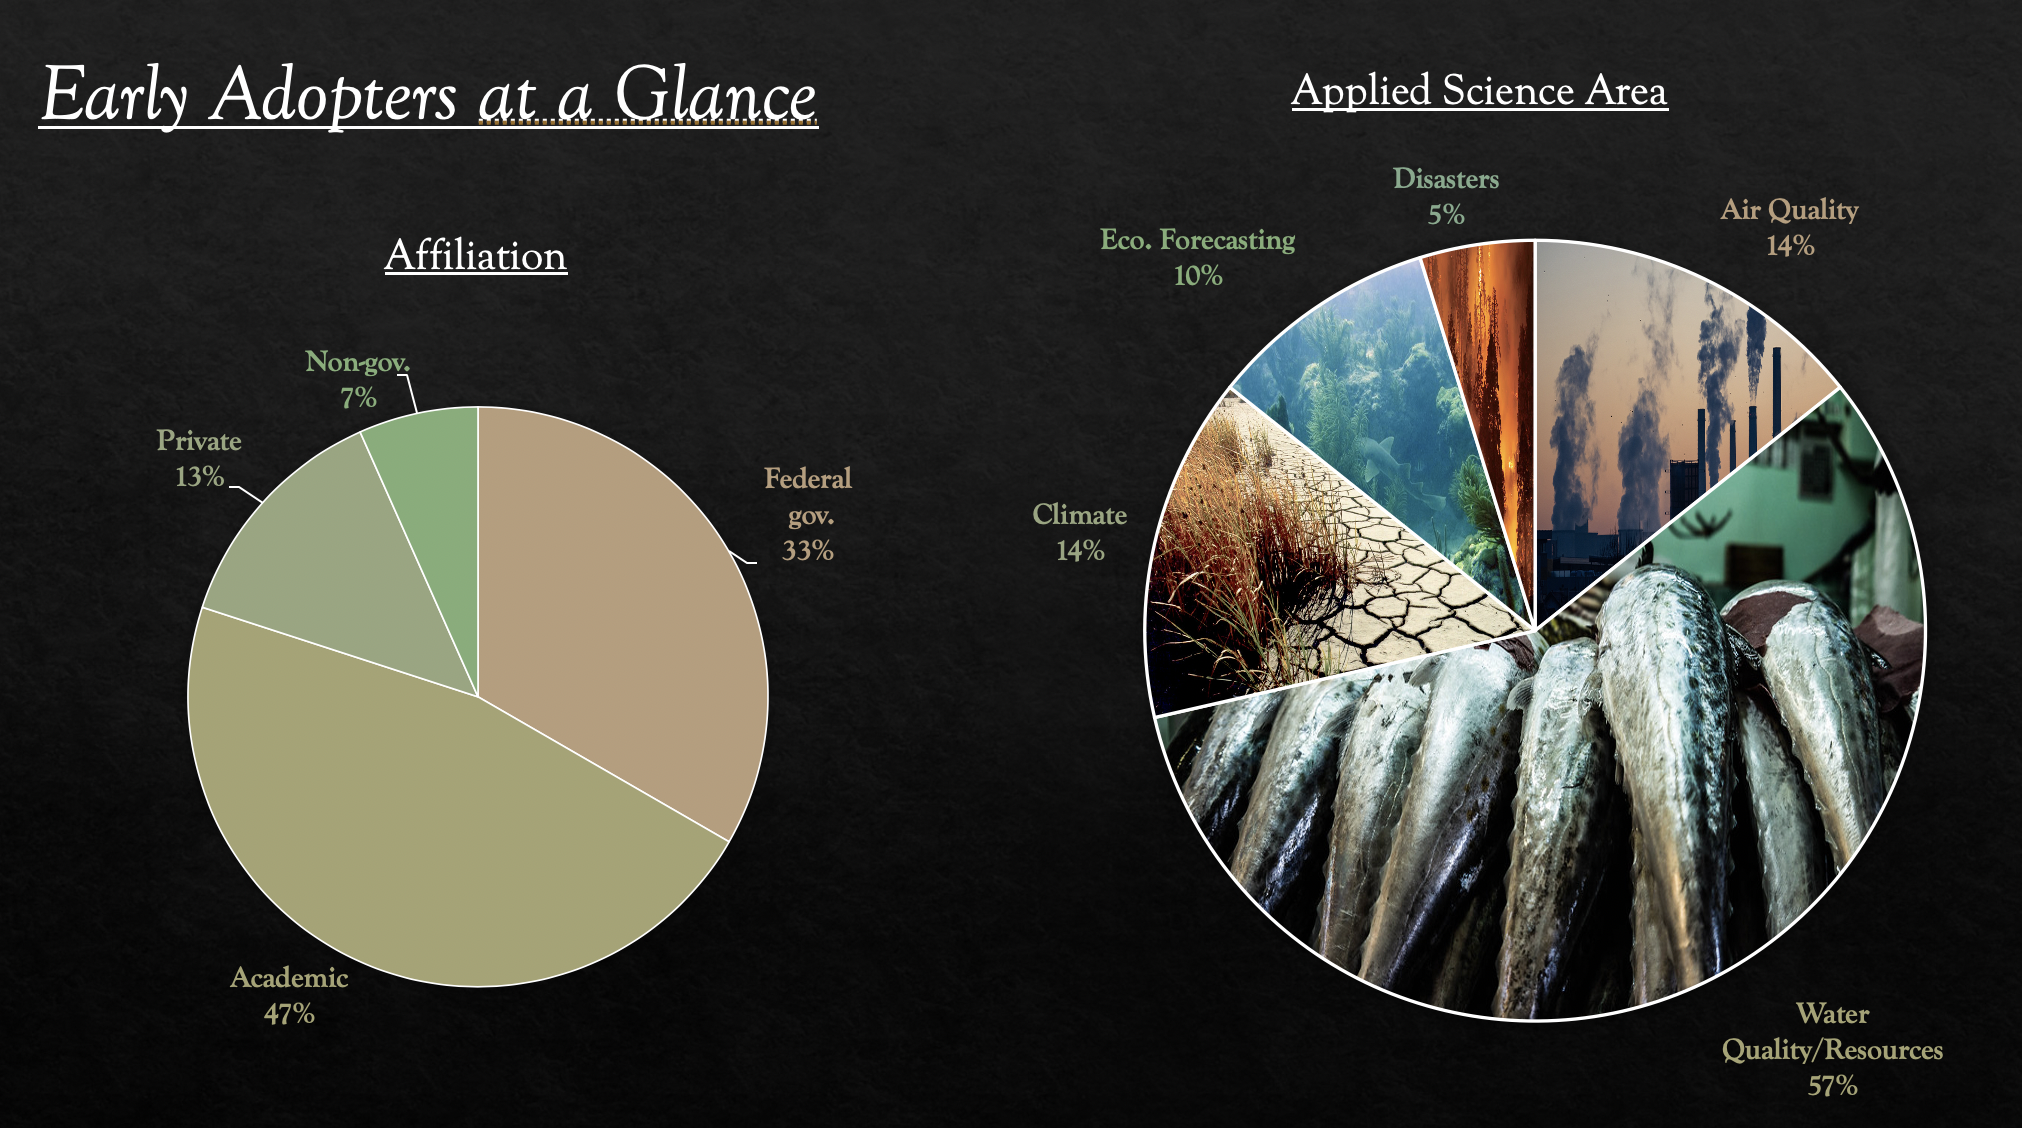 Early Adopters at a Glance
Affiliation
Non-gov.
7%
Private
13%
Federal
gov.
33%
Academic
47%
Applied Science Area
Disasters
5%
Air Quality
14%
Eco. Forecasting
10%
Climate
14%
Water
Quality/Resources
57%